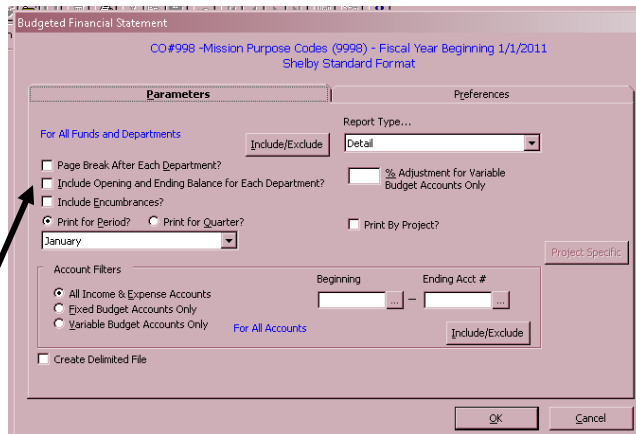 Budgeted Financial Statement
CO#998 -Mission Purpose Codes (9998) - Fiscal Year Beginning 1/1/2011
Shelby Standard Format
Parameters
Preferences
For All Funds and Departments
Include/Exclude
Report Type...
Detail
Page Break After Each Department?
Include Opening and Ending Balance for Each Department?
Include Encumbrances?
% Adjustment for Variable
Budget Accounts Only
Print for Period?
Print for Quarter?
January
Print By Project?
Project Specific
Account Filters
All Income & Expense Accounts
Fixed Budget Accounts Only
Variable Budget Accounts Only
For All Accounts
Beginning
Ending Acct #
... – ...
Include/Exclude
Create Delimited File
OK
Cancel